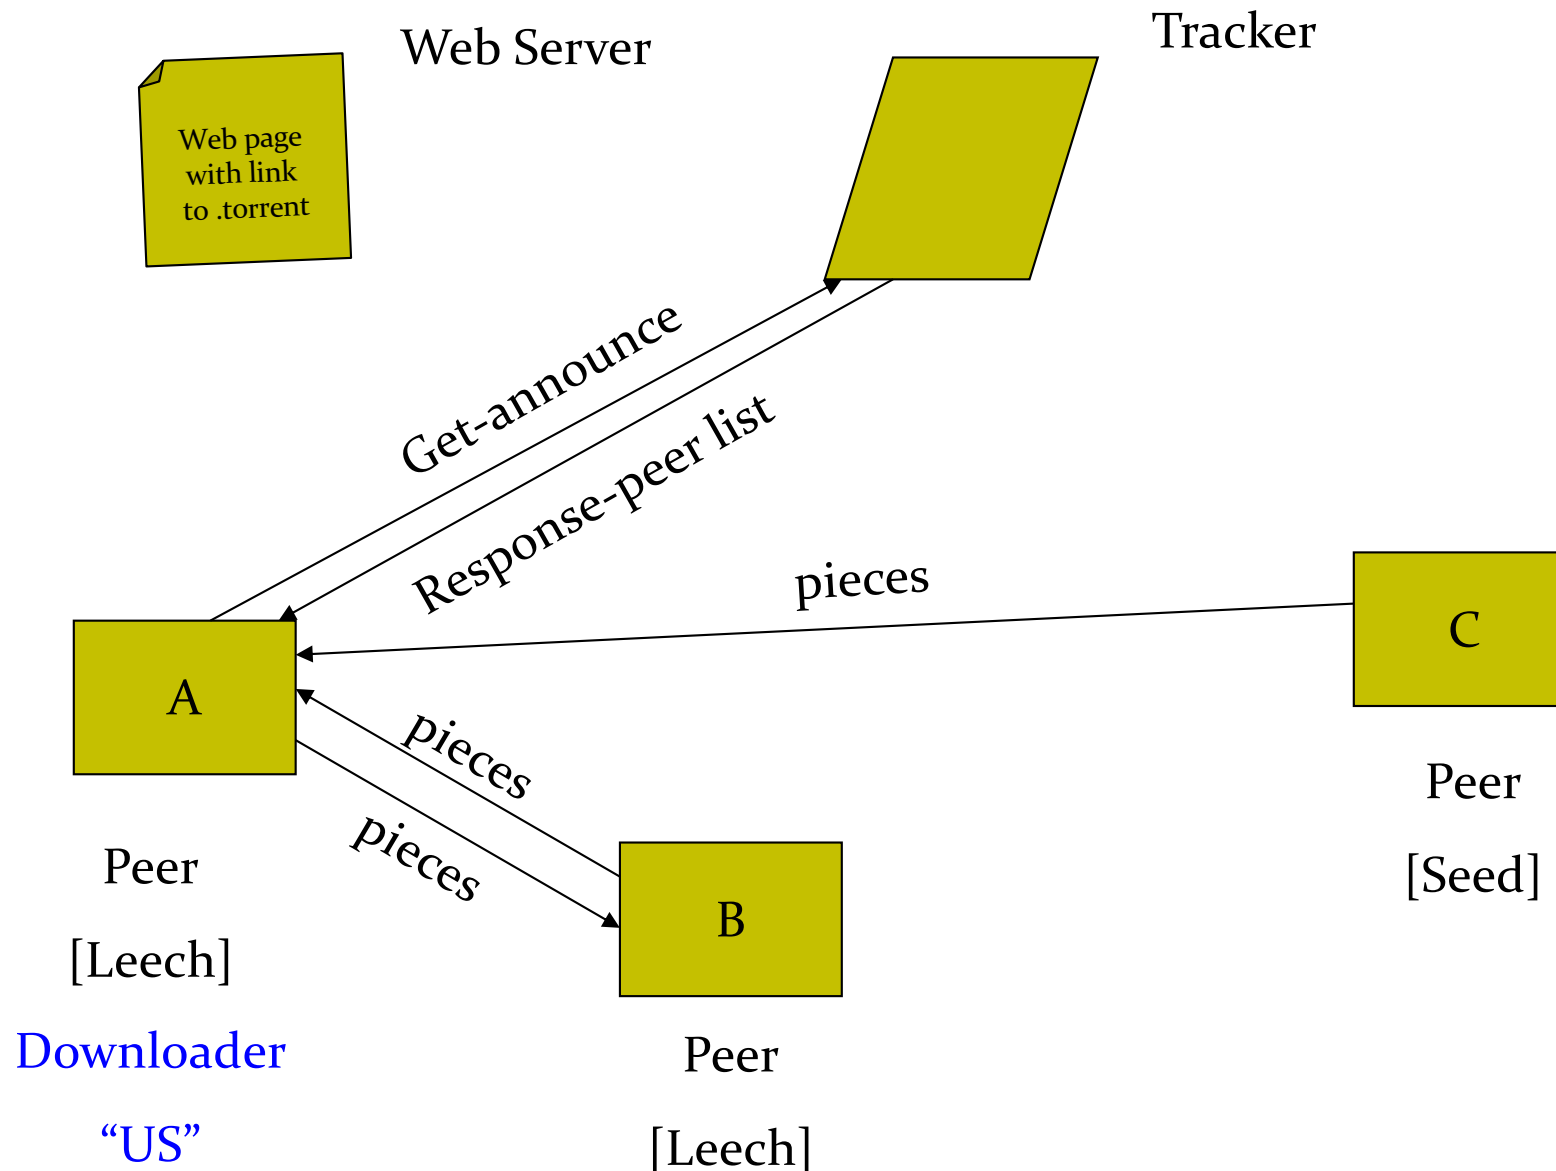 Web Server
Tracker
Web page
with link
to .torrent
Get-announce
Response-peer list
pieces
C
A
pieces
pieces
Peer
[Seed]
Peer
[Leech]
B
Downloader
“US”
Peer
[Leech]